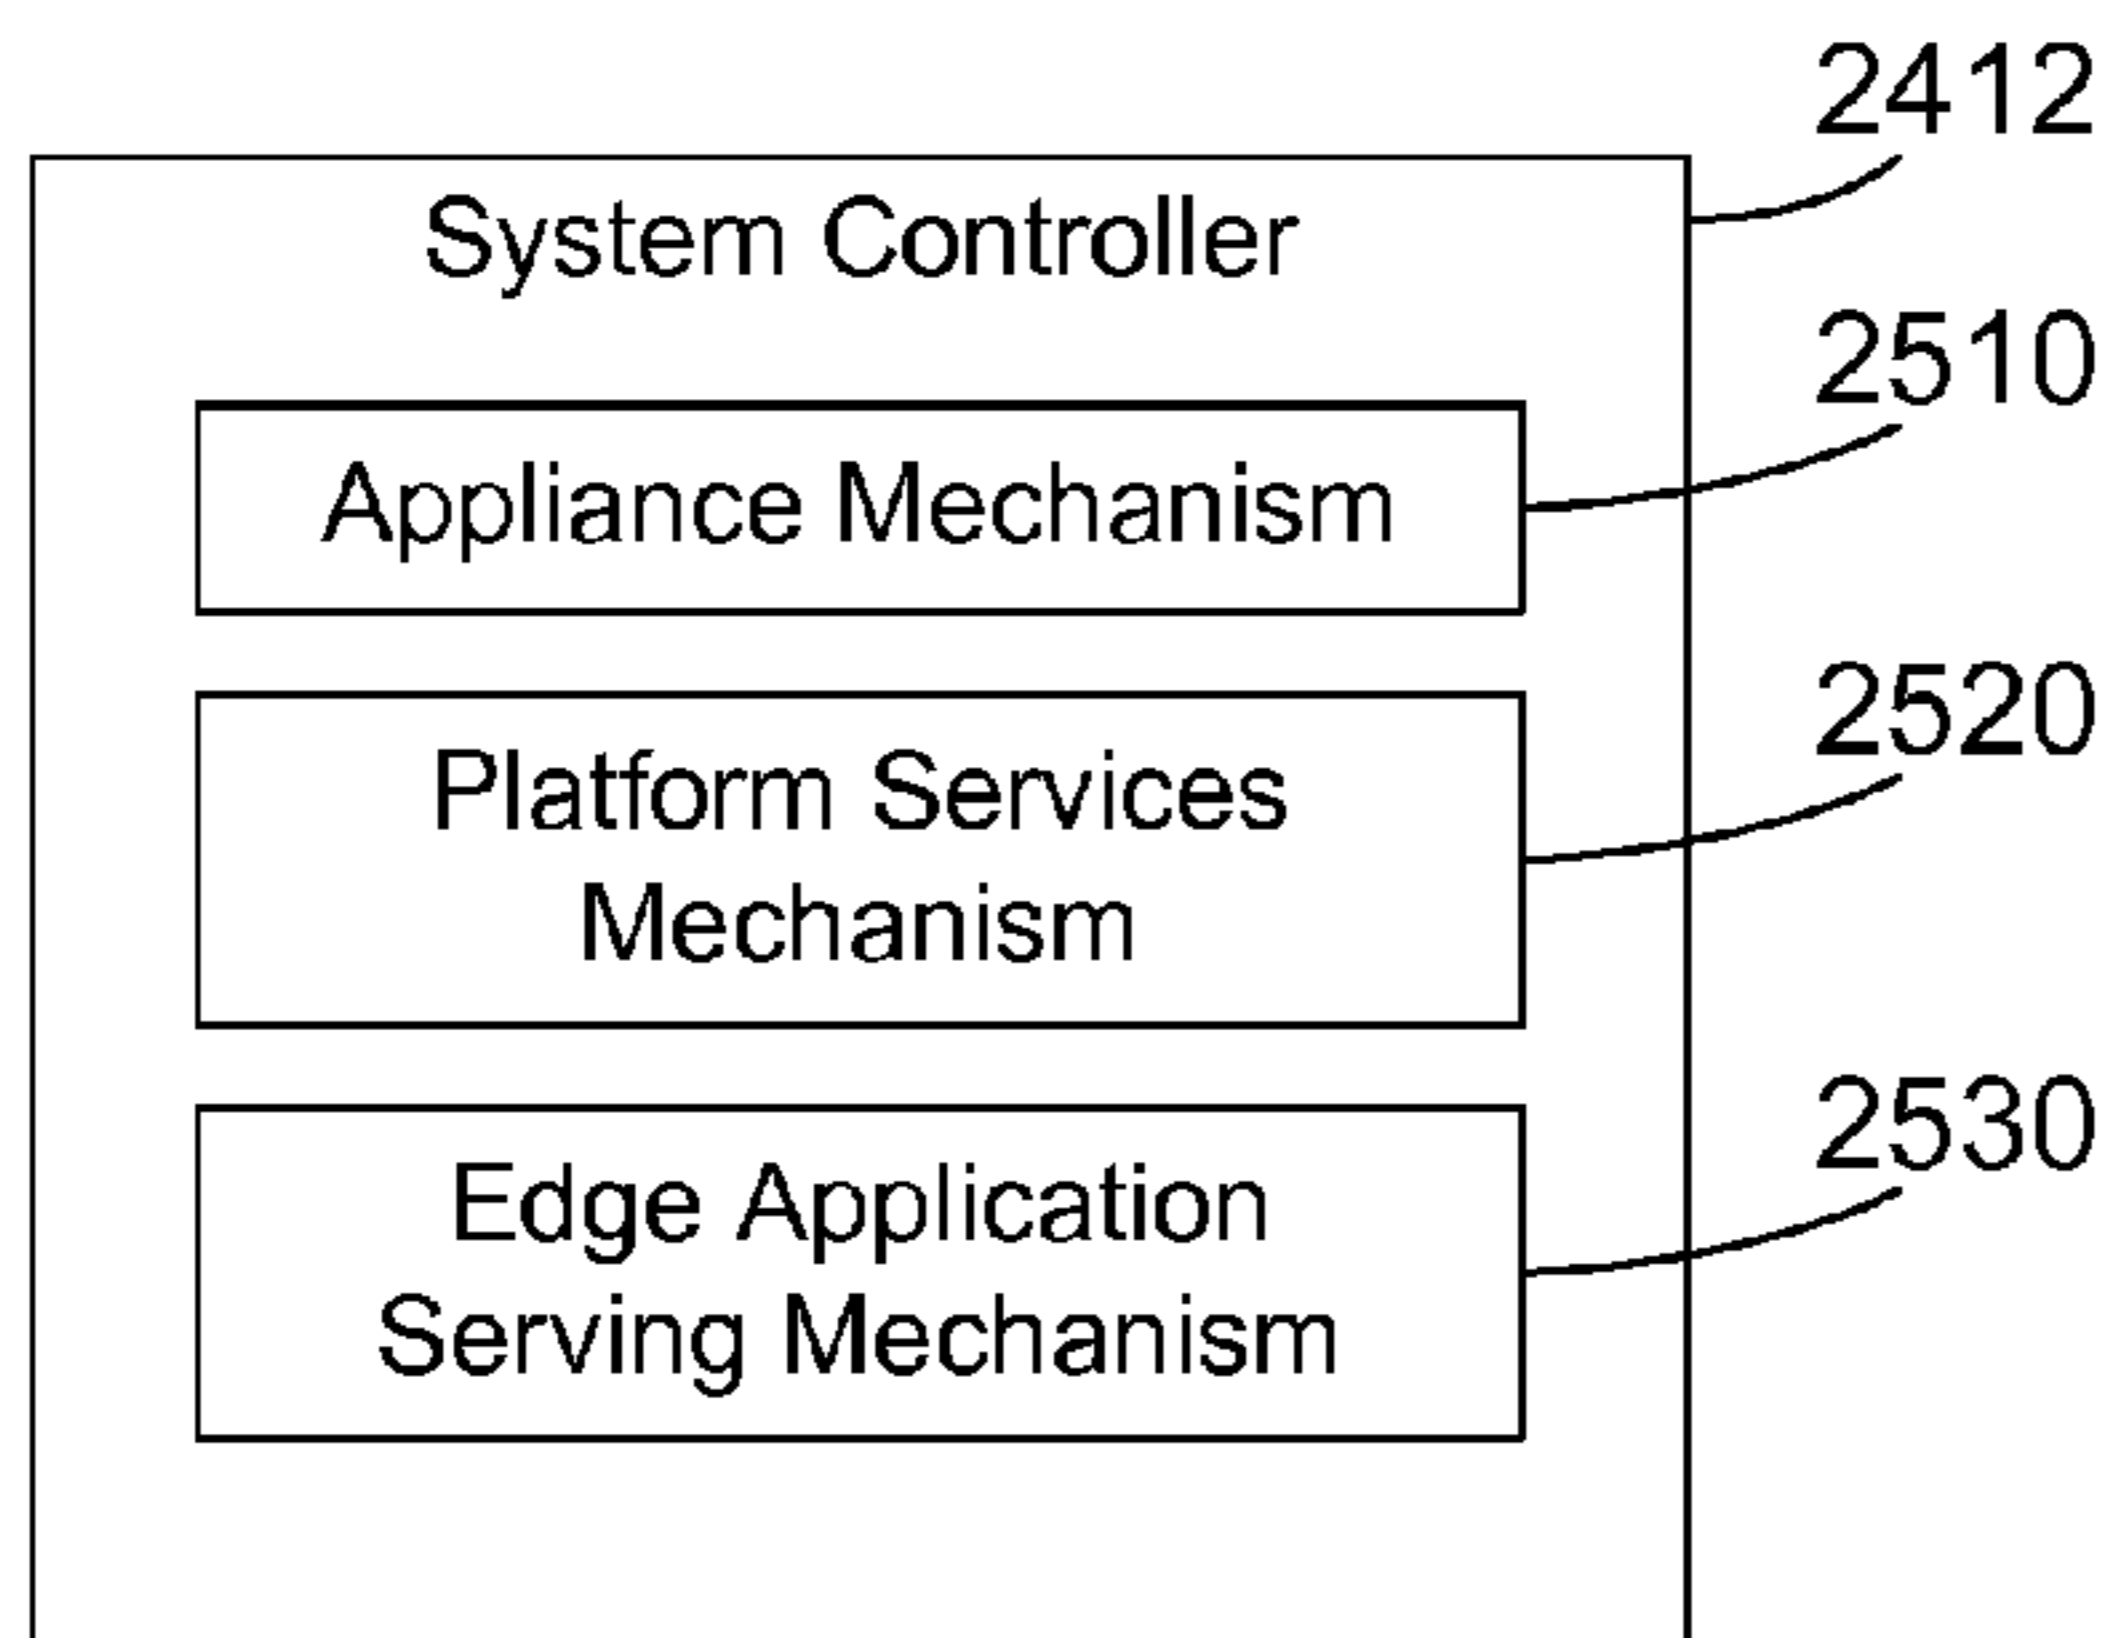 2412
System Controller
2510
Appliance Mechanism
2520
Platform Services
Mechanism
2530
Edge Application
Serving Mechanism